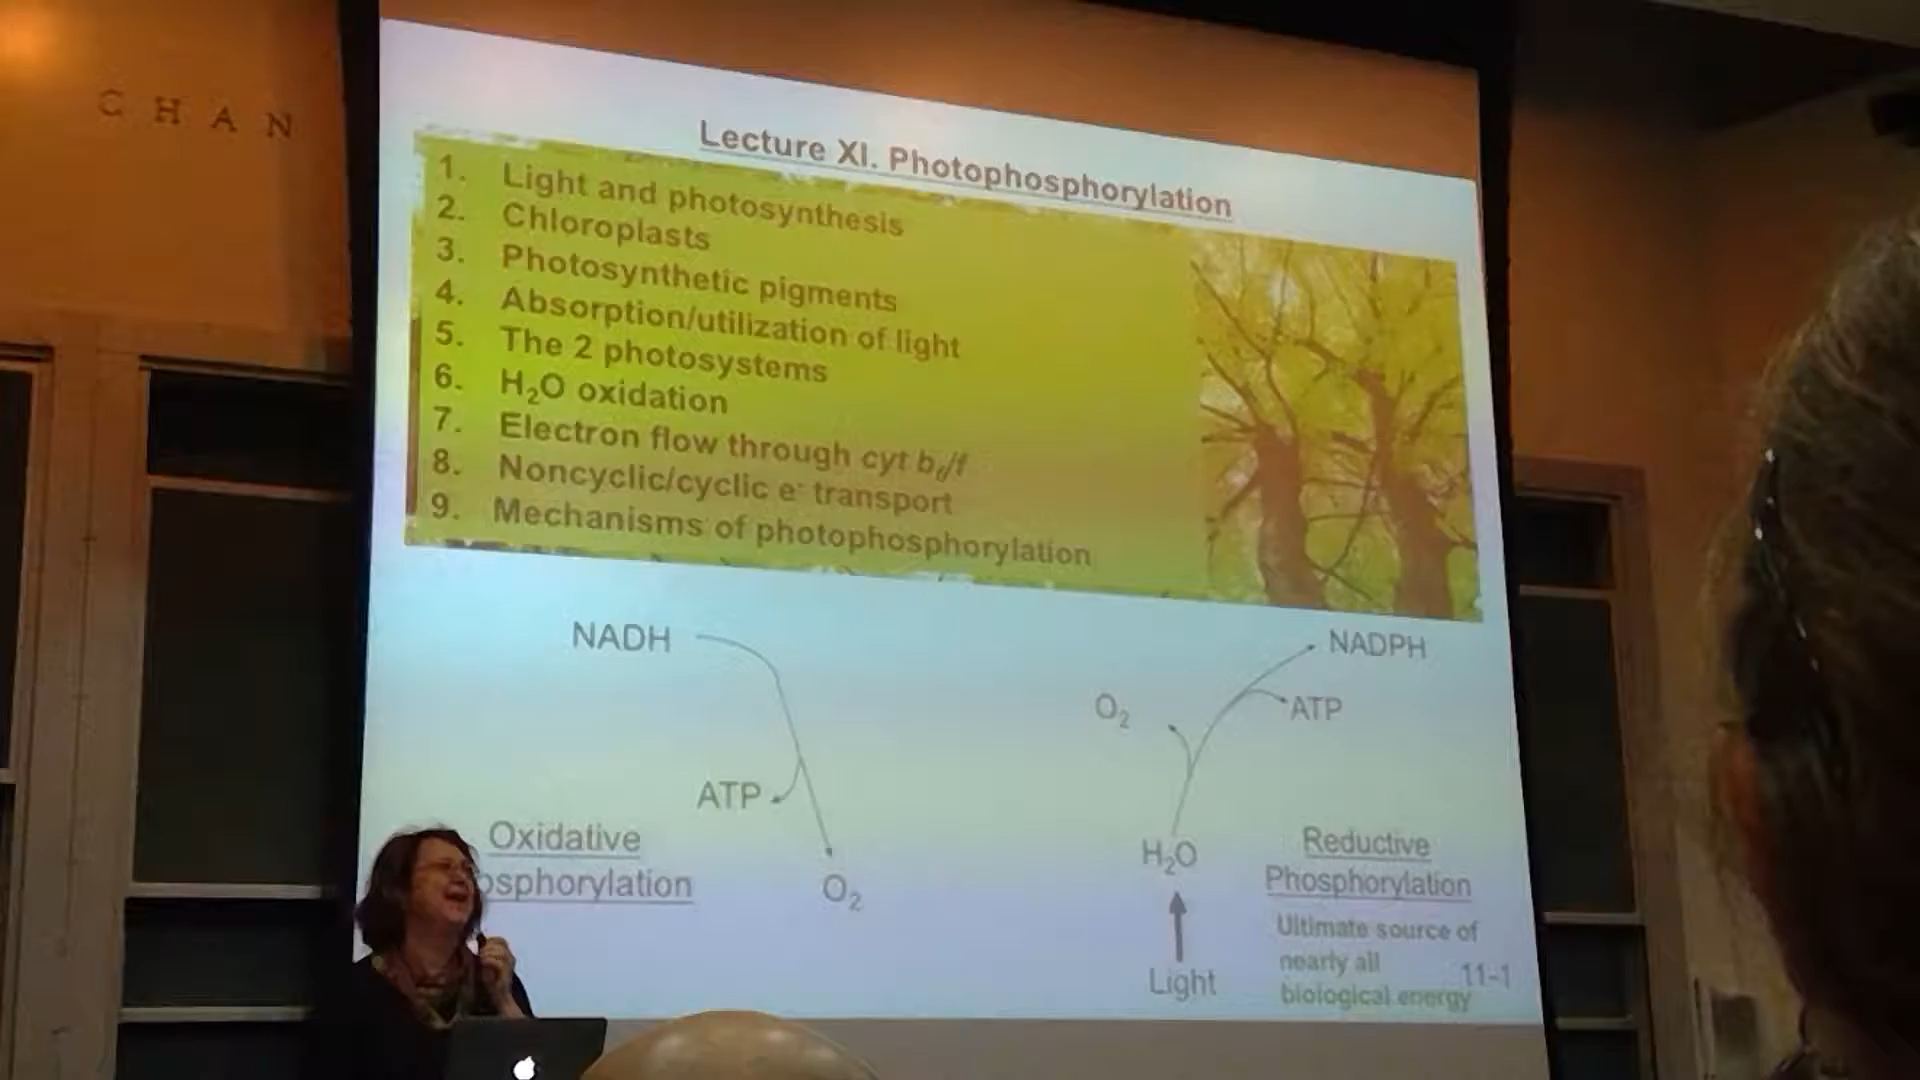 CHAN
Lecture XI. Photophosphorylation
1. Light and photosynthesis
2. Chloroplasts
3. Photosynthetic pigments
4. Absorption/utilization of light
5. The 2 photosystems
6. H₂O oxidation
7. Electron flow through cyt b₆/f
8. Noncyclic/cyclic e⁻ transport
9. Mechanisms of photophosphorylation
NADH
ATP
O₂
Oxidative
osphorylation
NADPH
O₂
ATP
H₂O
Light
Reductive
Phosphorylation
Ultimate source of
nearly all
biological energy
11-1